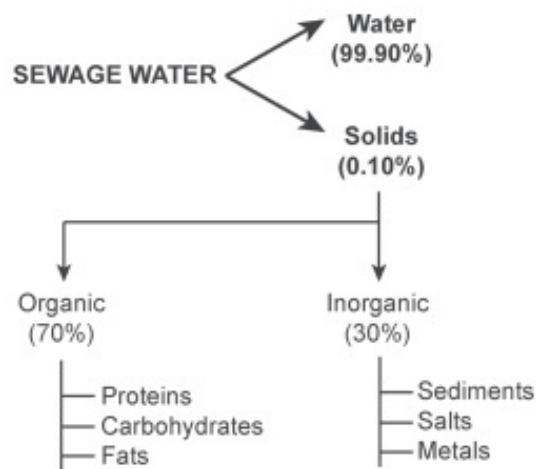 Water
(99.90%)
SEWAGE WATER
Solids
(0.10%)
Organic
(70%)
Proteins
Carbohydrates
Fats
Inorganic
(30%)
Sediments
Salts
Metals